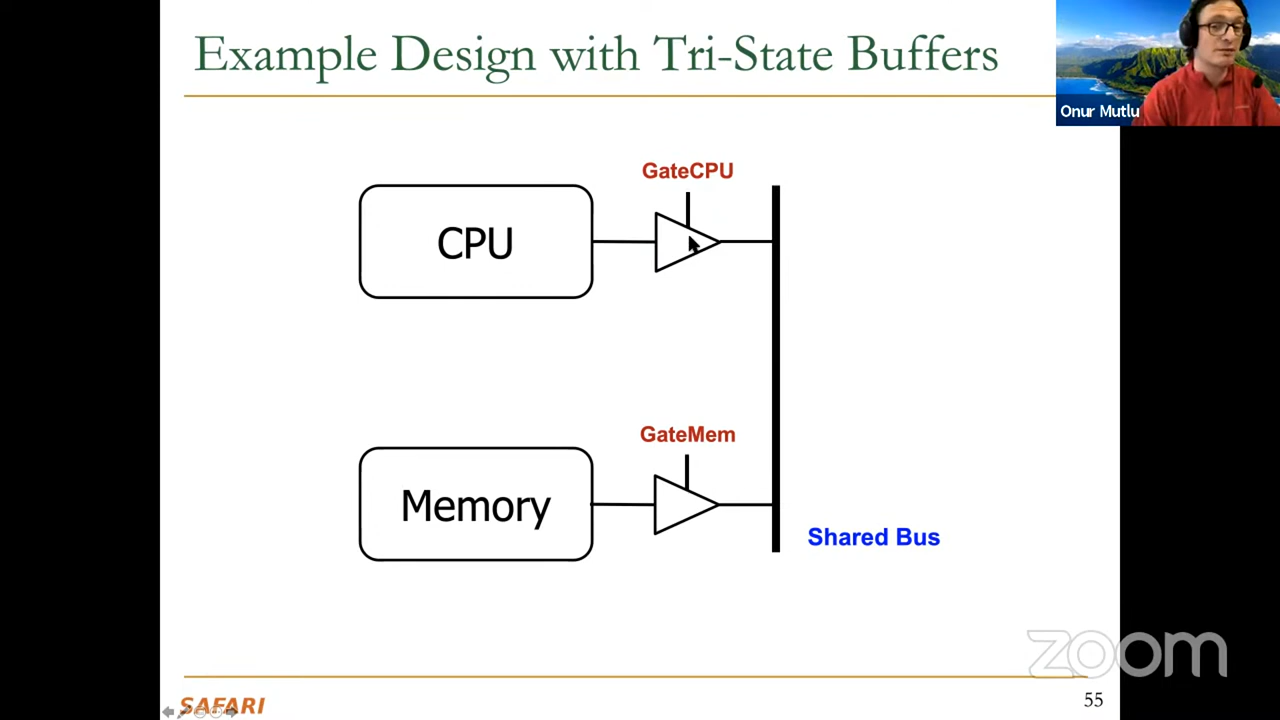 Example Design with Tri-State Buffers
Onur Mutlu
GateCPU
CPU
GateMem
Memory
Shared Bus
zoom
SAFARI
55